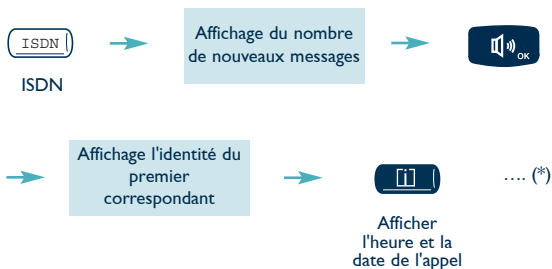 ISDN
ISDN
Affichage du nombre
de nouveaux messages
OK
Affichage l'identité du
premier
correspondant
[i]
Afficher
l'heure et la
date de l'appel
.... (*)